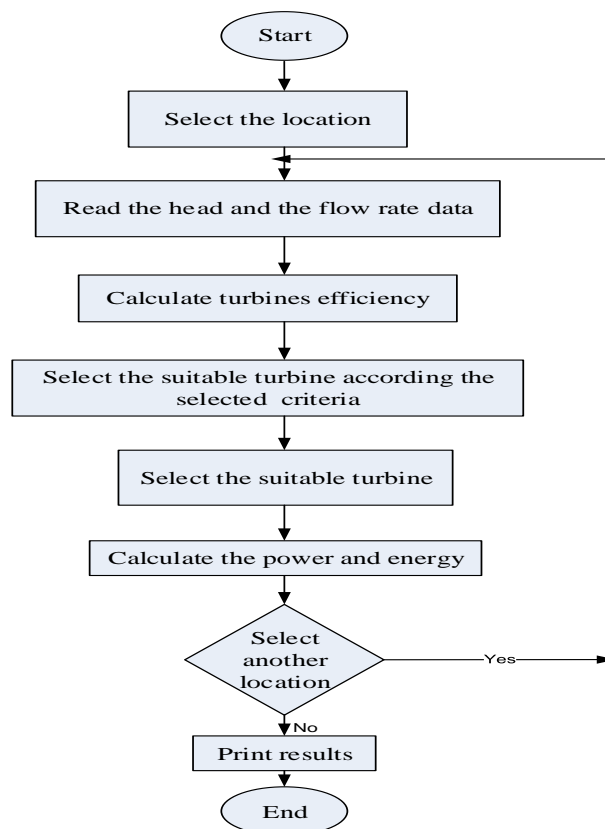 Start
Select the location
Read the head and the flow rate data
Calculate turbines efficiency
Select the suitable turbine according the
selected criteria
Select the suitable turbine
Calculate the power and energy
Select
another
location
Yes
No
Print results
End